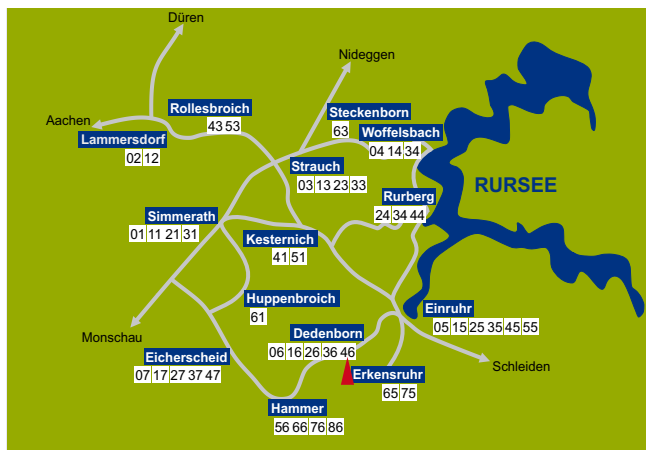 Düren
Nideggen
Aachen
Rollesbroich
43 53
Steckenborn
63
Lammersdorf
02 12
Woffelsbach
04 14 34
Strauch
03 13 23 33
RURSEE
Rurberg
24 34 44
Simmerath
01 11 21 31
Kesternich
41 51
Huppenbroich
61
Einruhr
05 15 25 35 45 55
Monschau
Dedenborn
06 16 26 36 46
Eicherscheid
07 17 27 37 47
Schleiden
Erkensruhr
65 75
Hammer
56 66 76 86